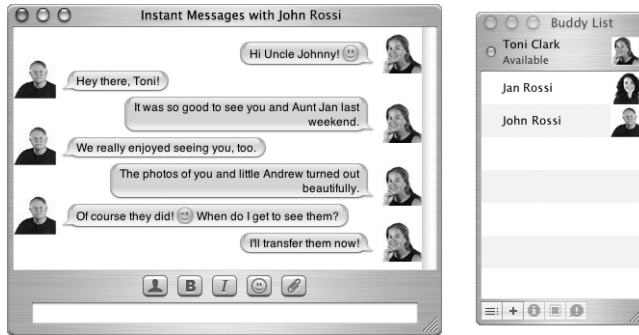 Instant Messages with John Rossi
Hi Uncle Johnny!
Hey there, Toni!
It was so good to see you and Aunt Jan last
weekend.
We really enjoyed seeing you, too.
The photos of you and little Andrew turned out
beautifully.
Of course they did! When do I get to see them?
I'll transfer them now!
B
I
Buddy List
Toni Clark
Available
Jan Rossi
John Rossi